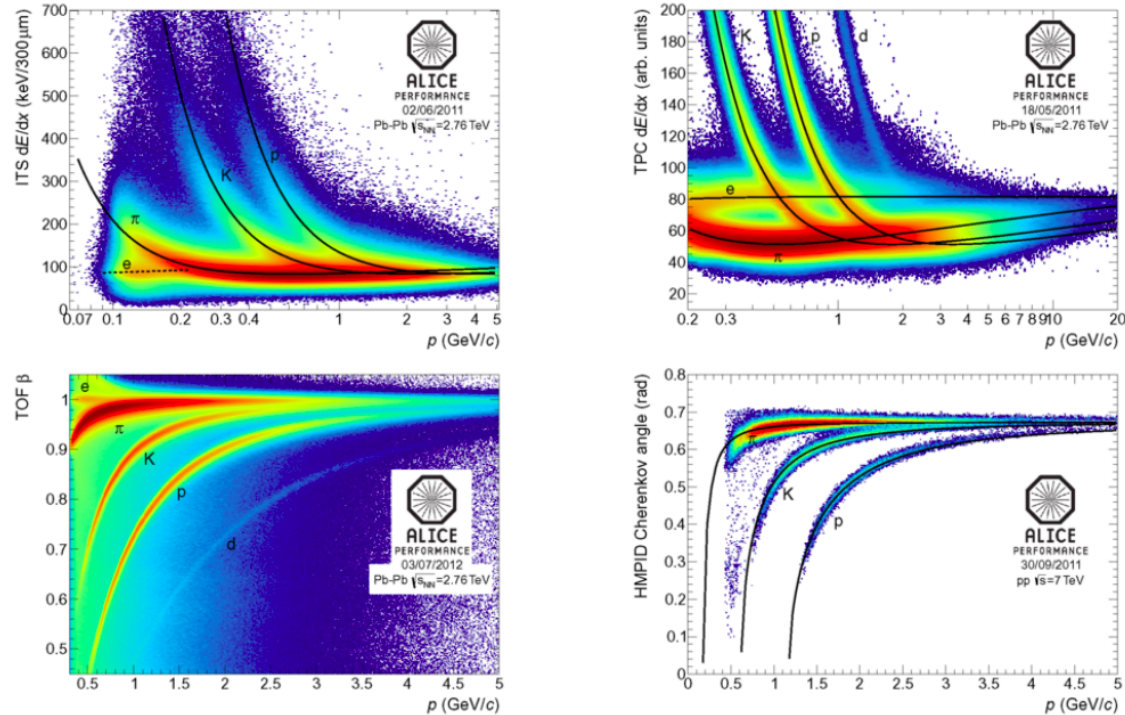 ITS dE/dx (keV/300μm)
700
600
500
400
300
200
100
0
ALICE
PERFORMANCE
02/06/2011
Pb-Pb √sNN=2.76 TeV
π
K
p
e
0.07 0.1 0.2 0.3 0.4 1 2 3 4 5
p (GeV/c)
TPC dE/dx (arb. units)
200
180
160
140
120
100
80
60
40
20
K
p
d
e
π
ALICE
PERFORMANCE
18/05/2011
Pb-Pb √sNN=2.76 TeV
0.2 0.3 1 2 3 4 5 6 7 8 9 10 20
p (GeV/c)
TOF β
1
0.9
0.8
0.7
0.6
0.5
e
π
K
p
d
ALICE
PERFORMANCE
03/07/2012
Pb-Pb √sNN=2.76 TeV
0.5 1 1.5 2 2.5 3 3.5 4 4.5 5
p (GeV/c)
HMPID Cherenkov angle (rad)
0.8
0.7
0.6
0.5
0.4
0.3
0.2
0.1
0
π
K
p
ALICE
PERFORMANCE
30/09/2011
pp √s=7 TeV
0 0.5 1 1.5 2 2.5 3 3.5 4 4.5 5
p (GeV/c)